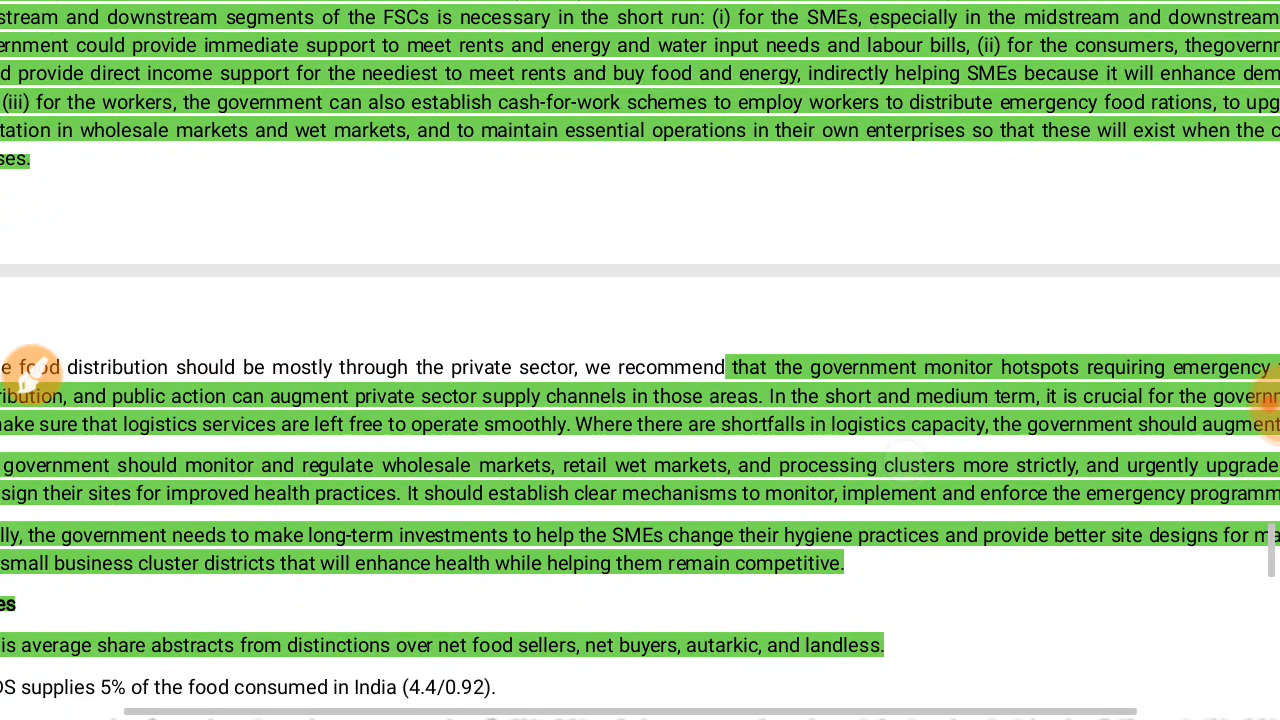 stream and downstream segments of the FSCs is necessary in the short run: (i) for the SMEs, especially in the midstream and downstream
ernment could provide immediate support to meet rents and energy and water input needs and labour bills, (ii) for the consumers, thegovernm
d provide direct income support for the neediest to meet rents and buy food and energy, indirectly helping SMEs because it will enhance dem
(iii) for the workers, the government can also establish cash-for-work schemes to employ workers to distribute emergency food rations, to upg
tation in wholesale markets and wet markets, and to maintain essential operations in their own enterprises so that these will exist when the c
ses.
e food distribution should be mostly through the private sector, we recommend that the government monitor hotspots requiring emergency
ribution, and public action can augment private sector supply channels in those areas. In the short and medium term, it is crucial for the governm
make sure that logistics services are left free to operate smoothly. Where there are shortfalls in logistics capacity, the government should augment
government should monitor and regulate wholesale markets, retail wet markets, and processing clusters more strictly, and urgently upgrade
sign their sites for improved health practices. It should establish clear mechanisms to monitor, implement and enforce the emergency programm
lly, the government needs to make long-term investments to help the SMEs change their hygiene practices and provide better site designs for ma
small business cluster districts that will enhance health while helping them remain competitive.
es
is average share abstracts from distinctions over net food sellers, net buyers, autarkic, and landless.
DS supplies 5% of the food consumed in India (4.4/0.92).